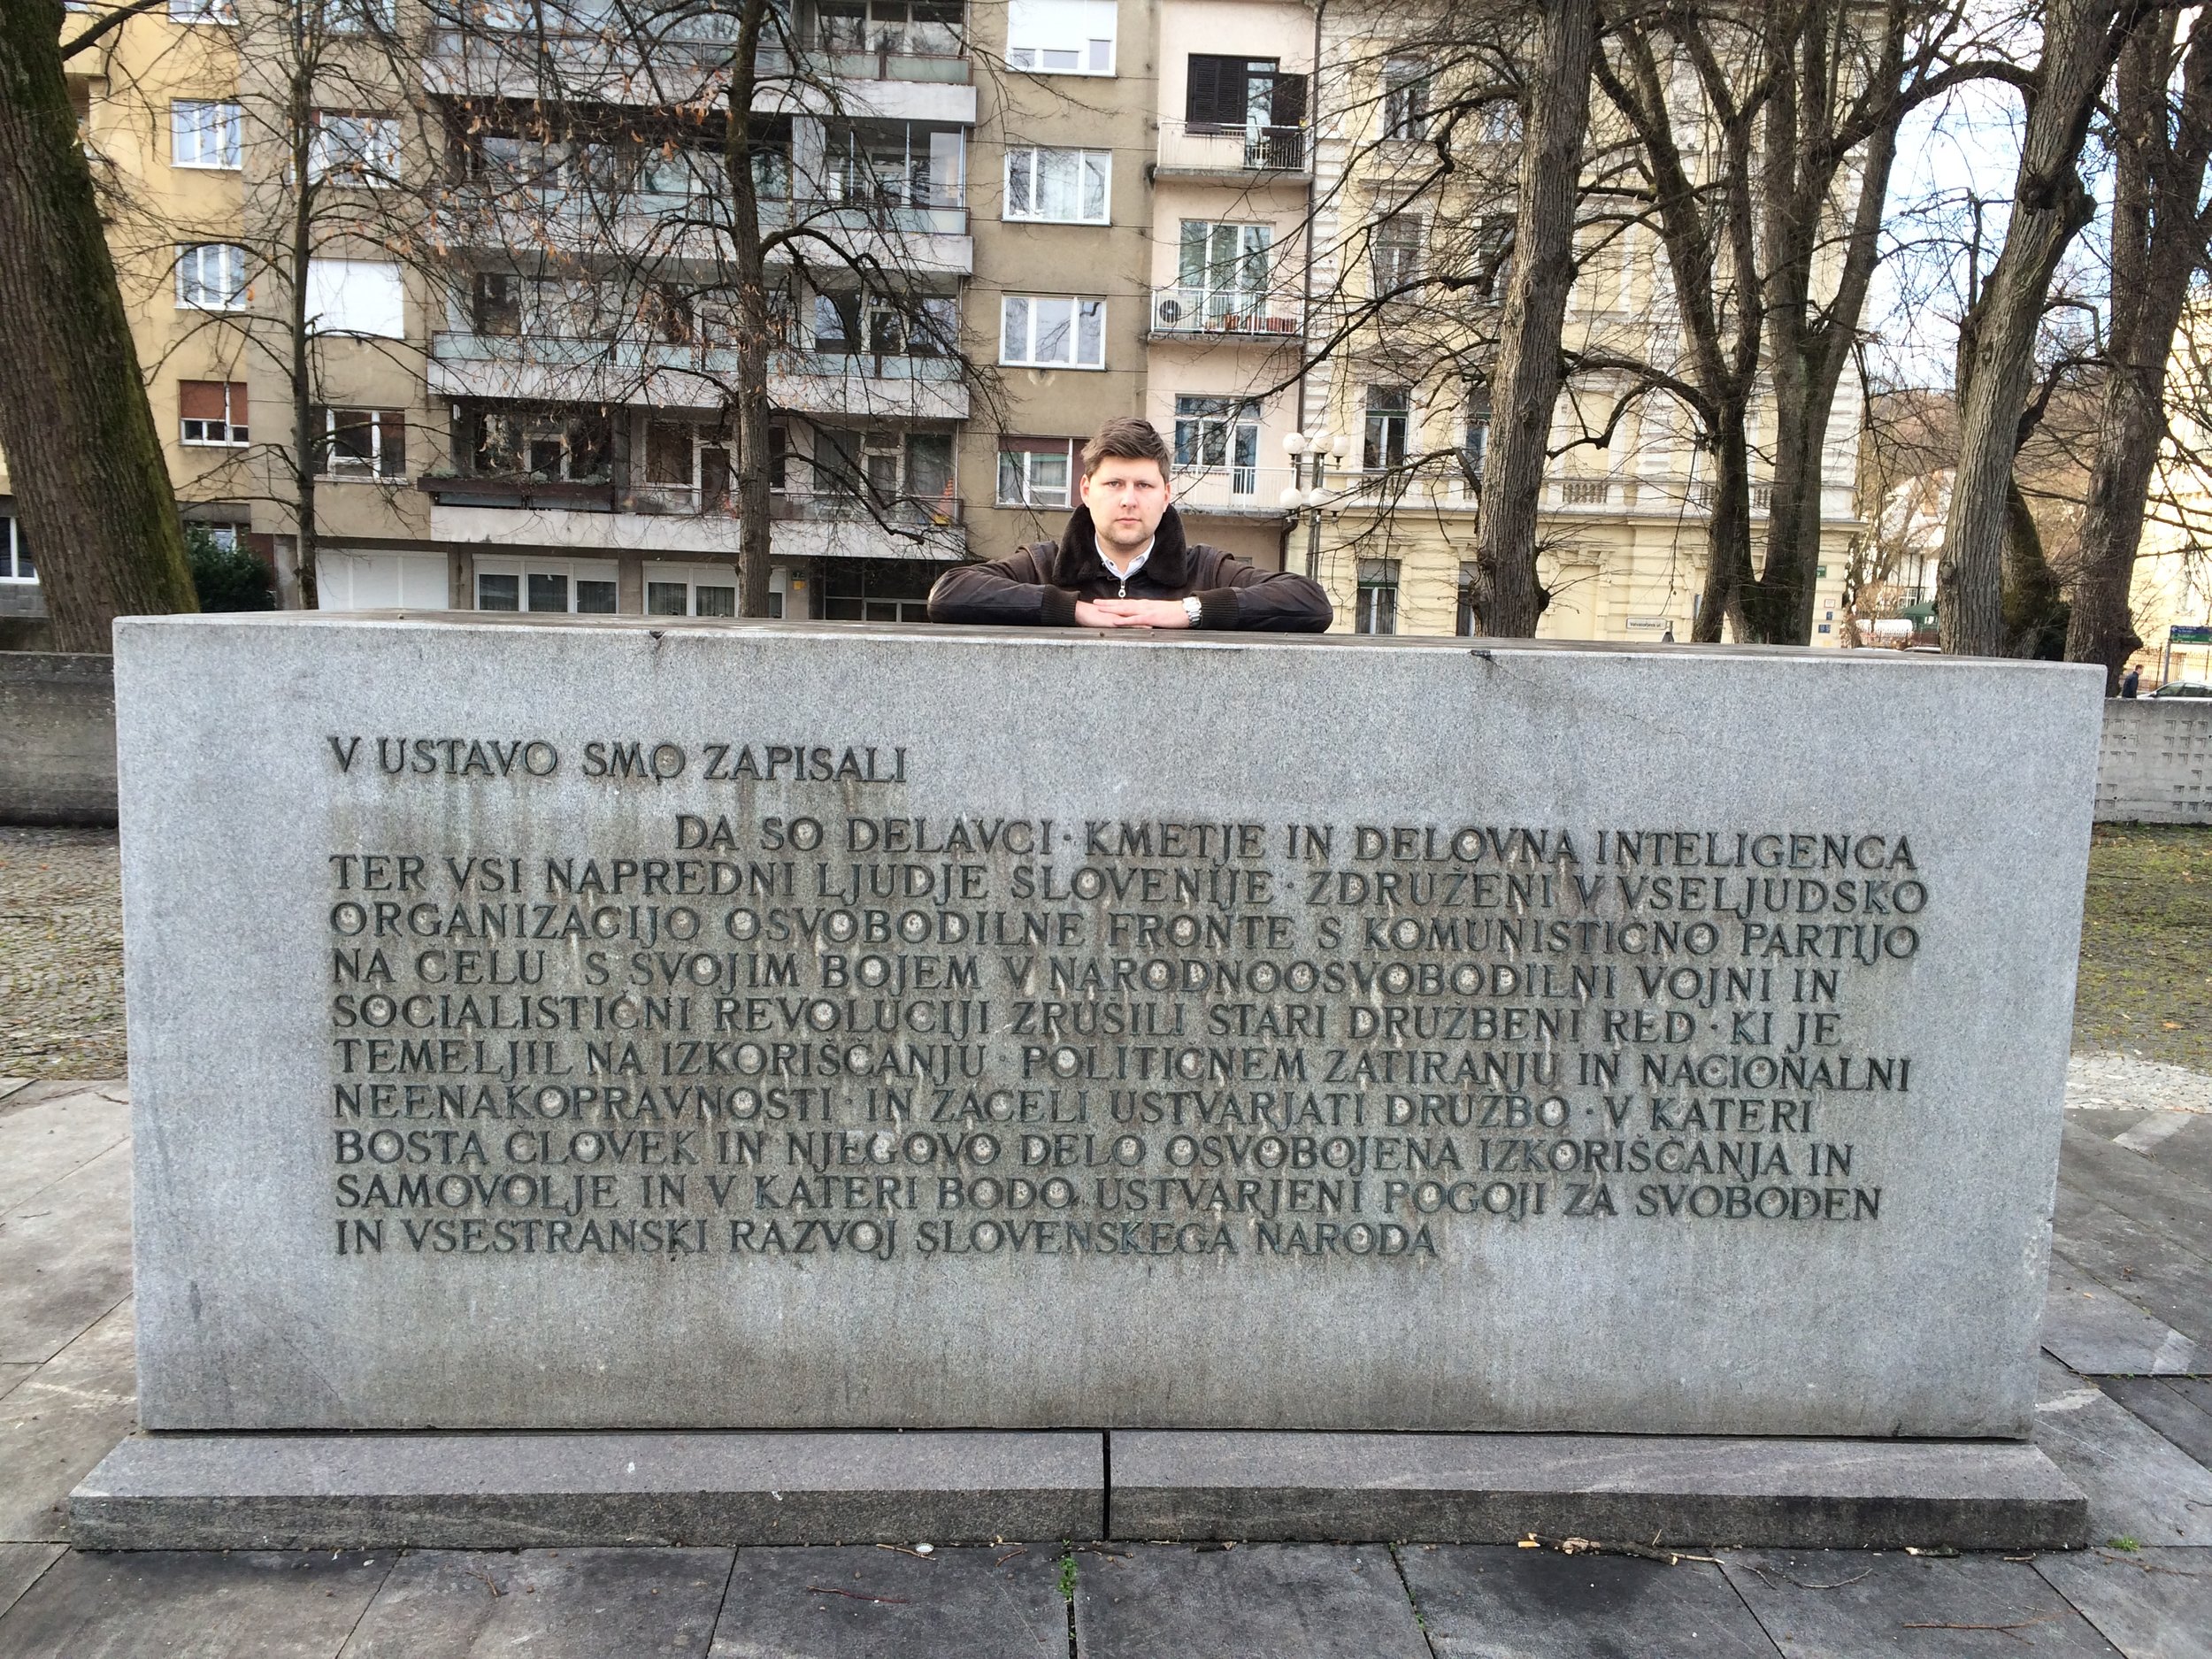 V USTAVO SMO ZAPISALI
DA SO DELAVCI · KMETJE IN DELOVNA INTELIGENCA
TER VSI NAPREDNI LJUDJE SLOVENIJE · ZDRUŽENI V VSELJUDSKO
ORGANIZACIJO OSVOBODILNE FRONTE S KOMUNISTIČNO PARTIJO
NA CELU S SVOJIM BOJEM V NARODNOOSVOBODILNI VOJNI IN
SOCIALISTIČNI REVOLUCIJI ZRUŠILI STARI DRUŽBENI RED · KI JE
TEMELJIL NA IZKORIŠČANJU · POLITIČNEM ZATIRANJU IN NACIONALNI
NEENAKOPRAVNOSTI · IN ZAČELI USTVARJATI DRUŽBO · V KATERI
BOSTA ČLOVEK IN NJEGOVO DELO OSVOBOJENA IZKORIŠČANJA IN
SAMOVOLJE IN V KATERI BODO USTVARJENI POGOJI ZA SVOBODEN
IN VSESTRANSKI RAZVOJ SLOVENSKEGA NARODA